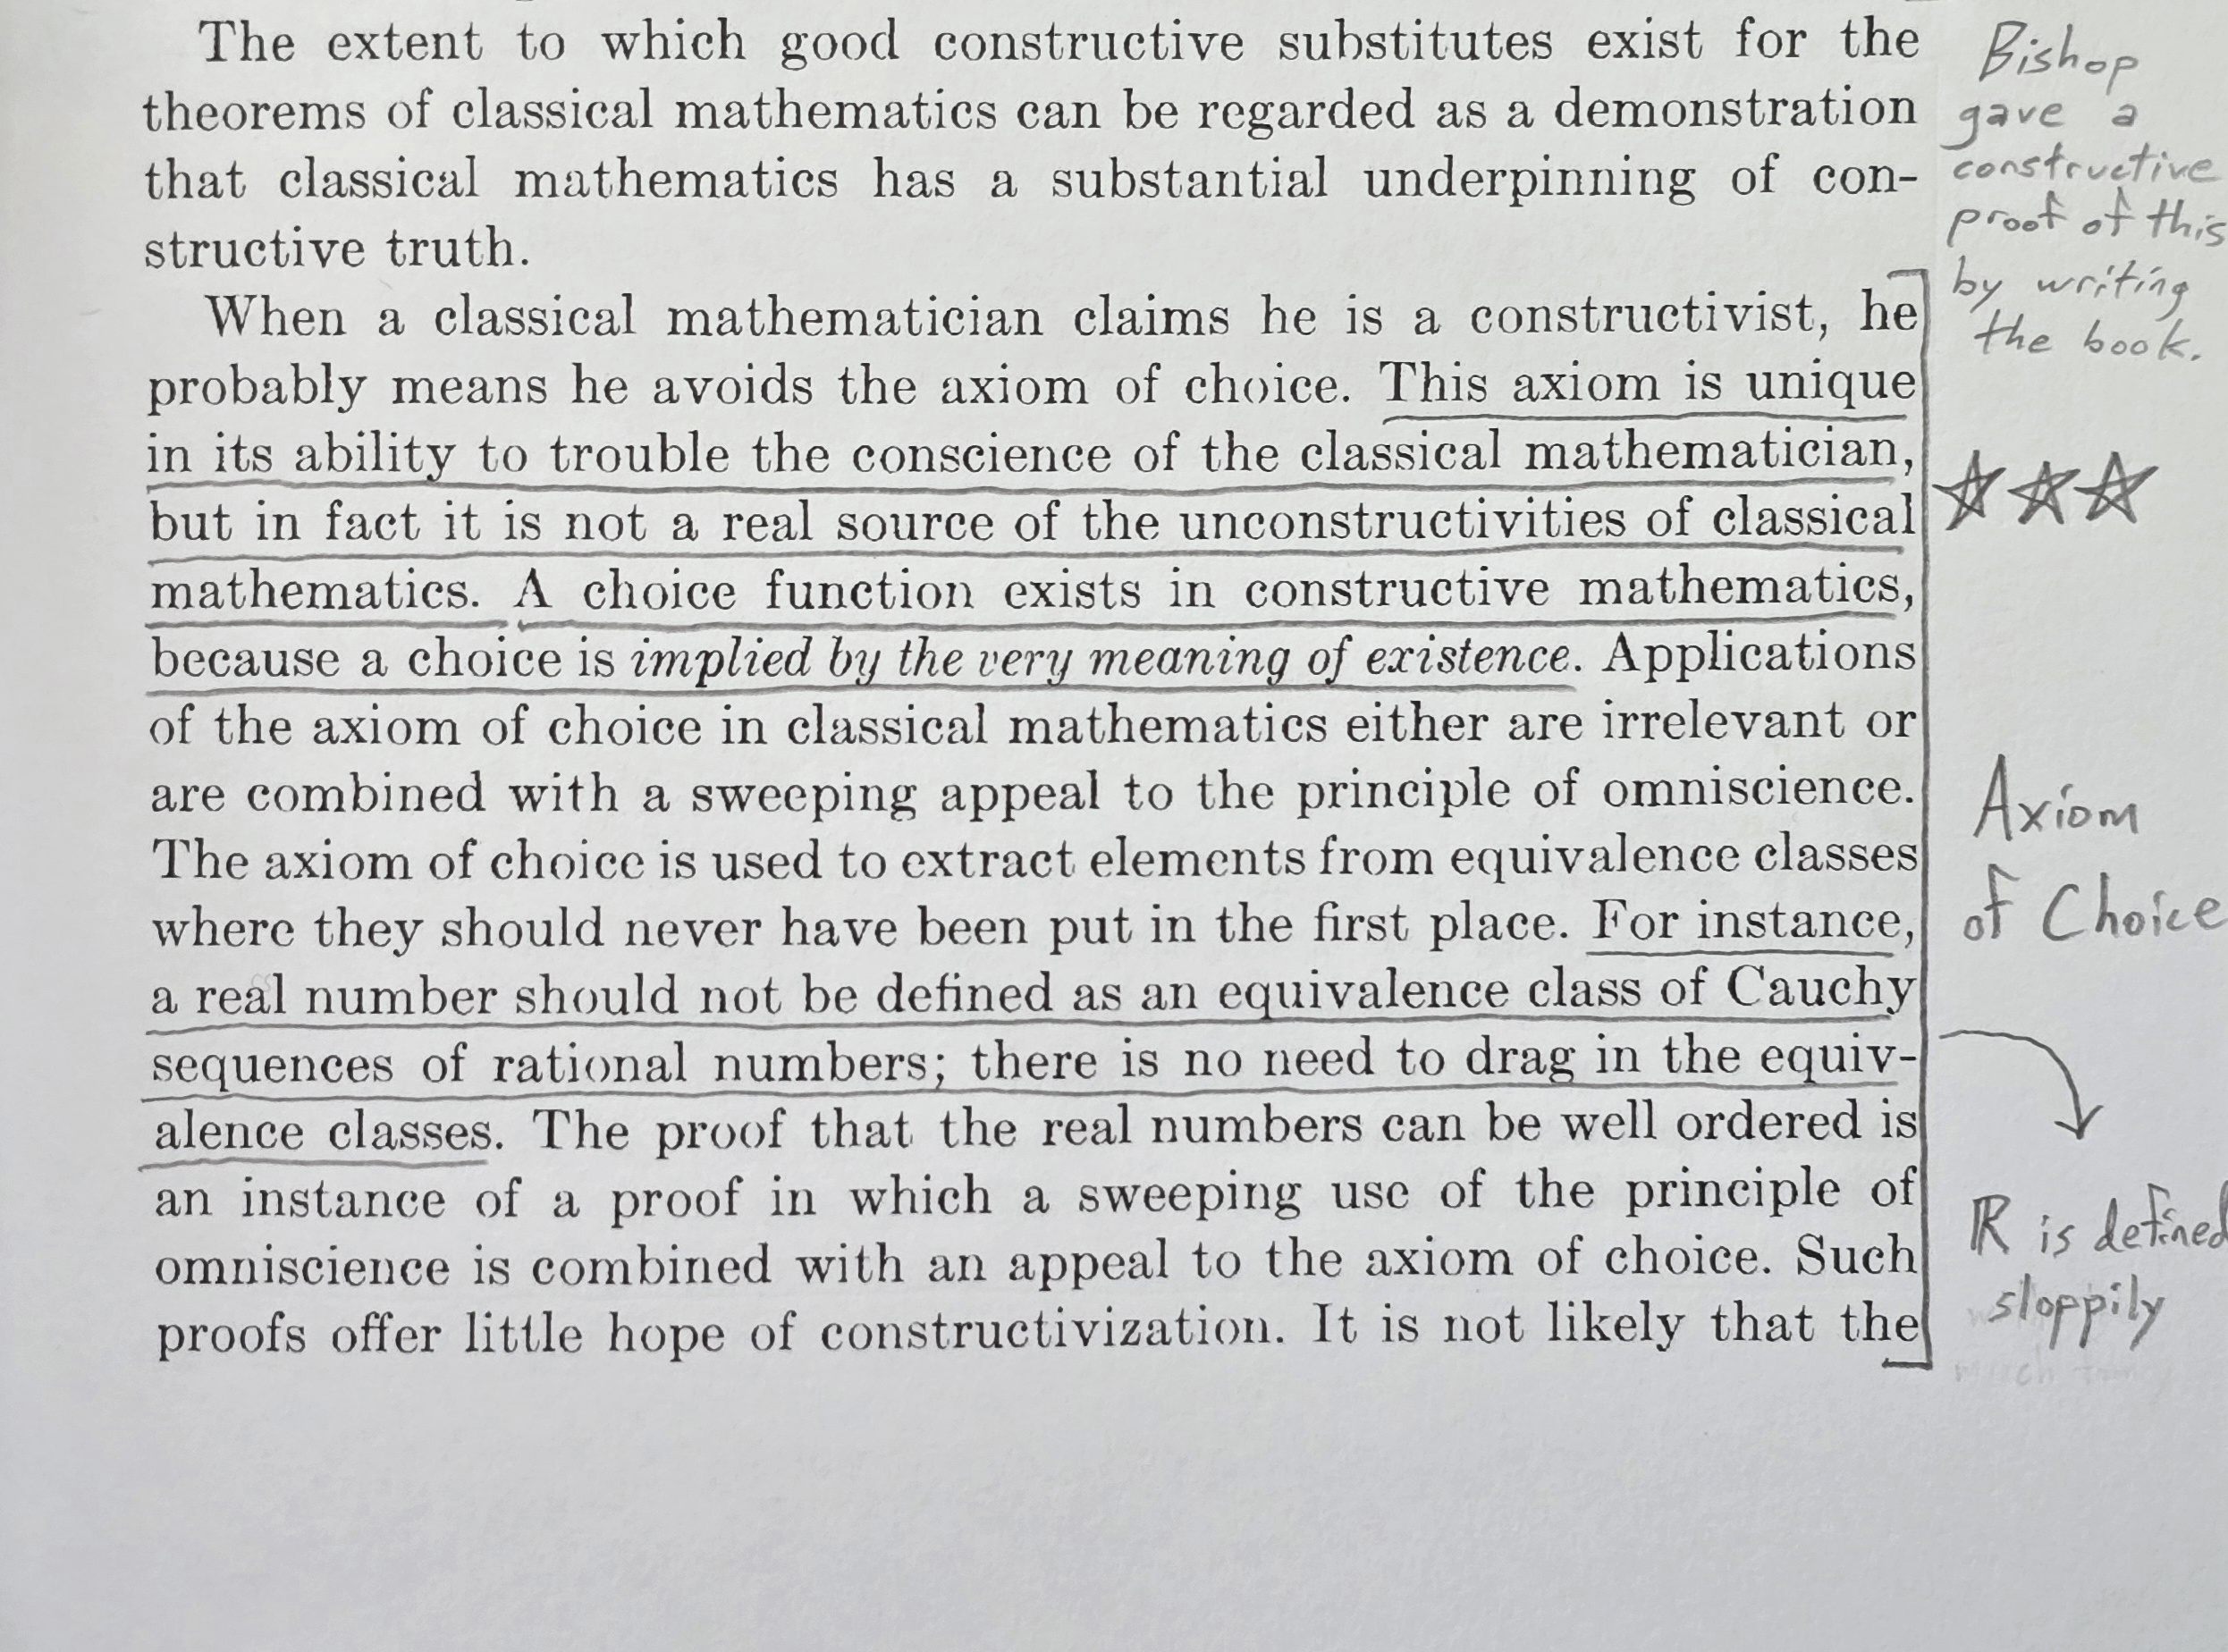 The extent to which good constructive substitutes exist for the
theorems of classical mathematics can be regarded as a demonstration
that classical mathematics has a substantial underpinning of con-
structive truth.
When a classical mathematician claims he is a constructivist, he
probably means he avoids the axiom of choice. This axiom is unique
in its ability to trouble the conscience of the classical mathematician,
but in fact it is not a real source of the unconstructivities of classical
mathematics. A choice function exists in constructive mathematics,
because a choice is implied by the very meaning of existence. Applications
of the axiom of choice in classical mathematics either are irrelevant or
are combined with a sweeping appeal to the principle of omniscience.
The axiom of choice is used to extract elements from equivalence classes
where they should never have been put in the first place. For instance,
a real number should not be defined as an equivalence class of Cauchy
sequences of rational numbers; there is no need to drag in the equiv-
alence classes. The proof that the real numbers can be well ordered is
an instance of a proof in which a sweeping use of the principle of
omniscience is combined with an appeal to the axiom of choice. Such
proofs offer little hope of constructivization. It is not likely that the
Bishop
gave a
constructive
proof of this
by writing
the book.
Axiom
of Choice
ℝ is defined
sloppily